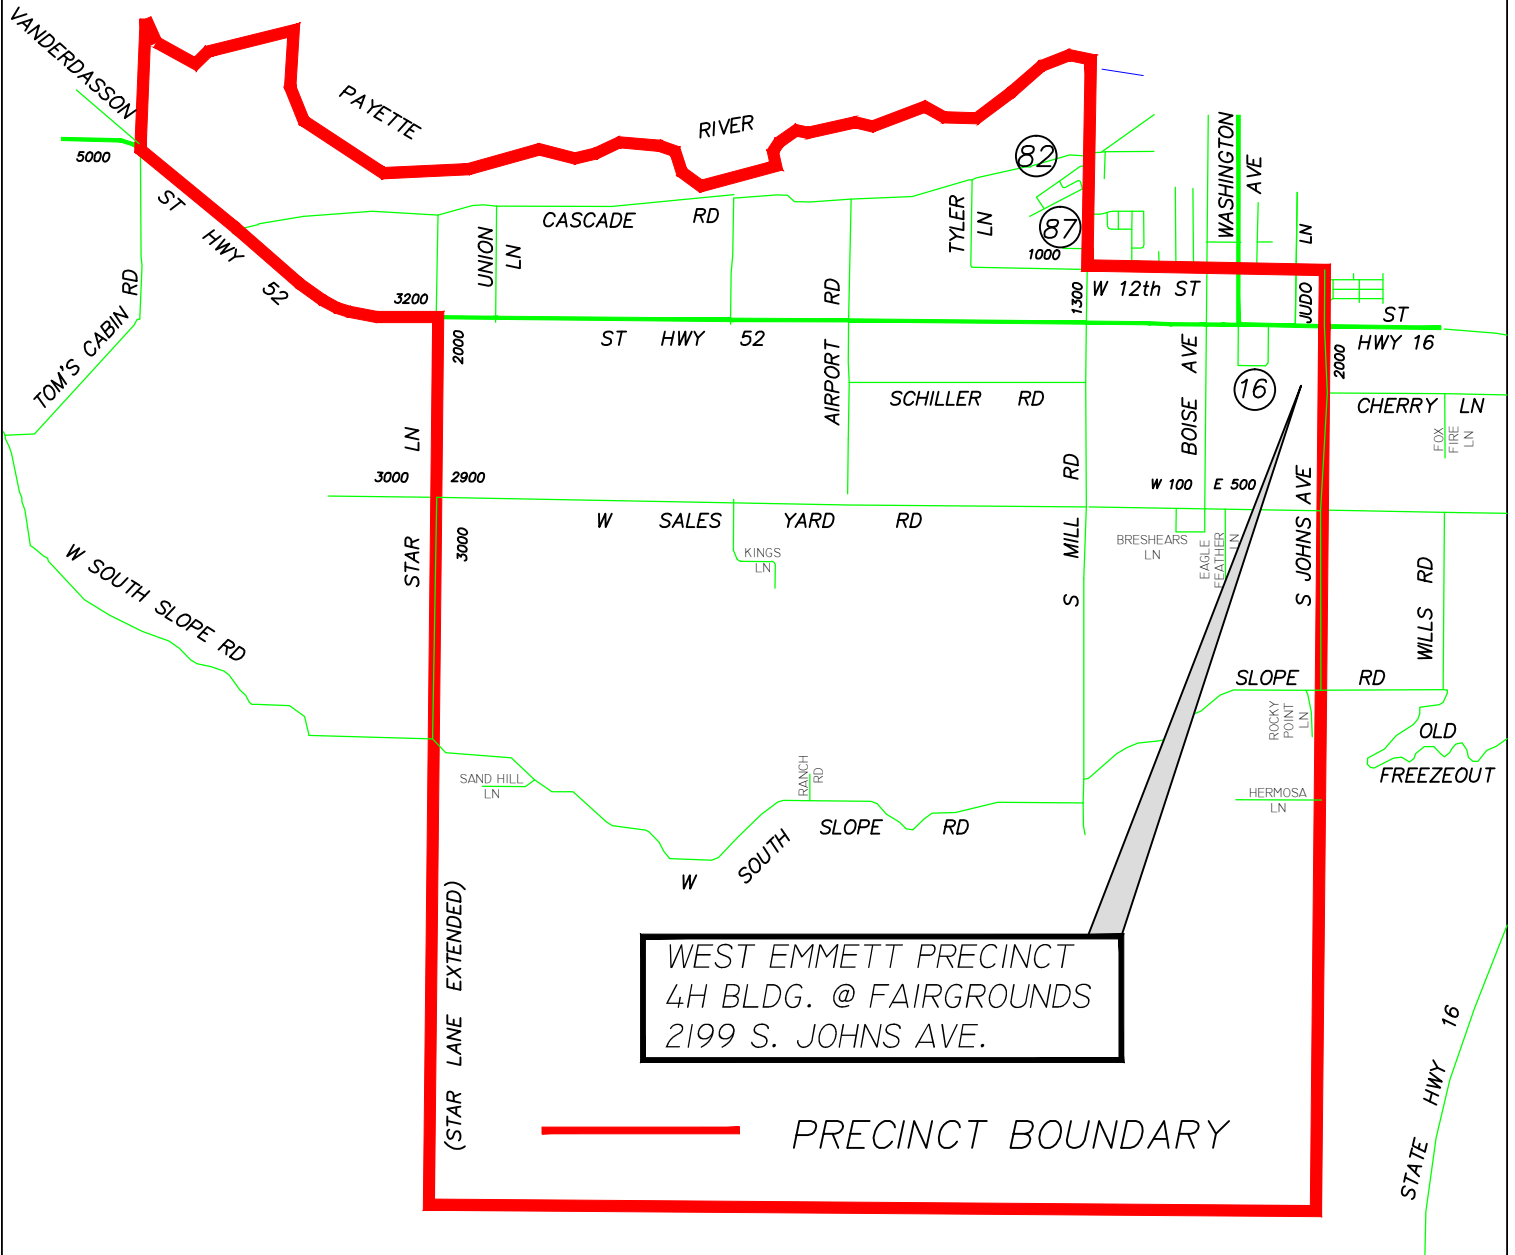 VANDERDASSON
PAYETTE
RIVER
WASHINGTON
AVE
82
87
5000
ST
HWY
52
CASCADE RD
UNION
LN
TYLER
LN
1000
LN
JUDO
TOM'S CABIN RD
3200
2000
AIRPORT RD
1300
W 12th ST
ST HWY 52
ST
HWY 16
2000
SCHILLER RD
BOISE AVE
16
CHERRY LN
FOX
FIRE
LN
STAR LN
3000
2900
3000
W SALES YARD RD
KINGS
LN
S MILL RD
W 100
E 500
BRESHEARS
LN
EAGLE
FEATHER
LN
S JOHNS AVE
WILLS RD
W SOUTH SLOPE RD
SLOPE RD
ROCKY
POINT
LN
OLD
FREEZEOUT
SAND HILL
LN
RANCH
RD
HERMOSA
LN
W SOUTH SLOPE RD
(STAR LANE EXTENDED)
WEST EMMETT PRECINCT
4H BLDG. @ FAIRGROUNDS
2199 S. JOHNS AVE.
STATE HWY 16
PRECINCT BOUNDARY